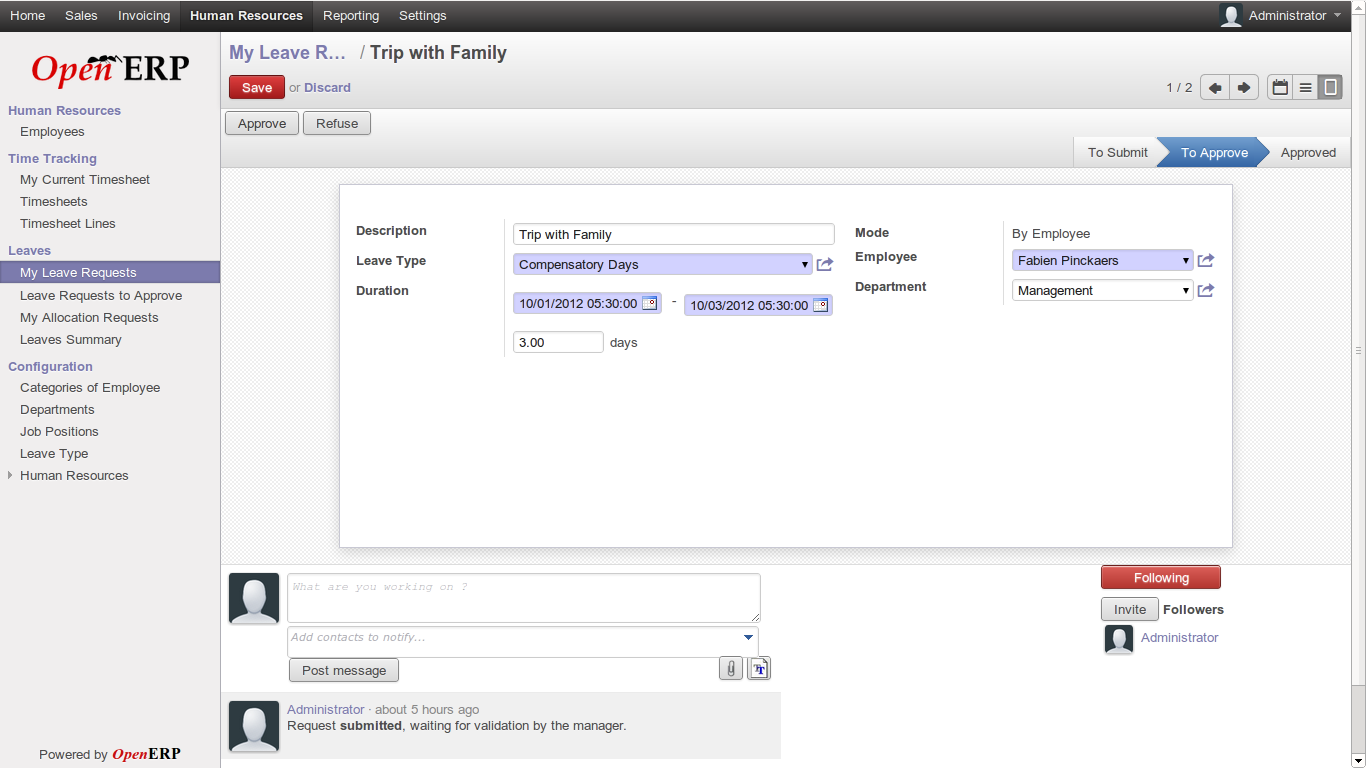 Home Sales Invoicing Human Resources Reporting Settings Administrator
OpenERP
Human Resources
Employees
Time Tracking
My Current Timesheet
Timesheets
Timesheet Lines
Leaves
My Leave Requests
Leave Requests to Approve
My Allocation Requests
Leaves Summary
Configuration
Categories of Employee
Departments
Job Positions
Leave Type
Human Resources
Powered by OpenERP
My Leave R... / Trip with Family
Save or Discard 1 / 2
Approve Refuse
To Submit To Approve Approved
Description Trip with Family
Leave Type Compensatory Days
Duration 10/01/2012 05:30:00 - 10/03/2012 05:30:00
3.00 days
Mode By Employee
Employee Fabien Pinckaers
Department Management
What are you working on ?
Add contacts to notify...
Post message
Administrator · about 5 hours ago
Request submitted, waiting for validation by the manager.
Following
Invite Followers
Administrator